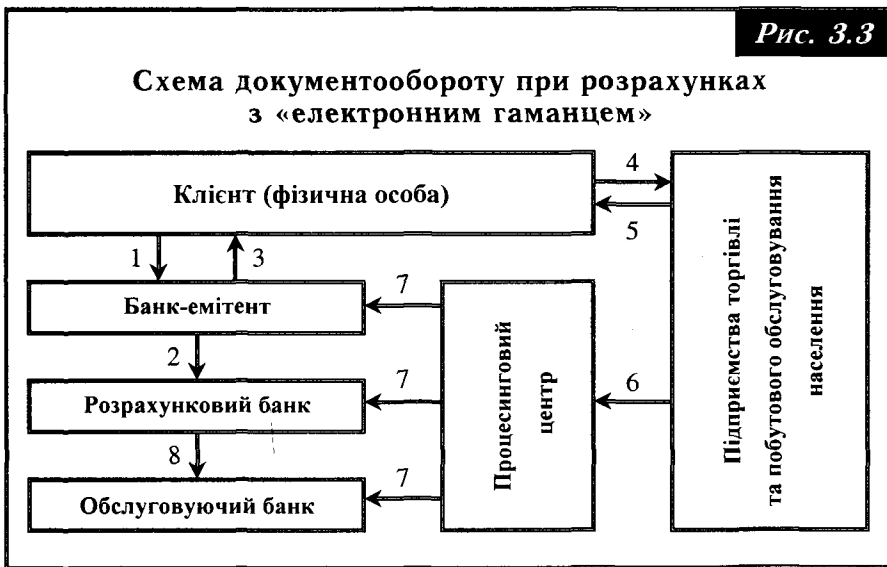 Рис. 3.3
Схема документообороту при розрахунках
з «електронним гаманцем»
Клієнт (фізична особа)
4
5
1
3
Банк-емітент
7
2
Розрахунковий банк
7
8
Обслуговуючий банк
7
Процесинговий
центр
6
Підприємства торгівлі
та побутового обслуговування
населення